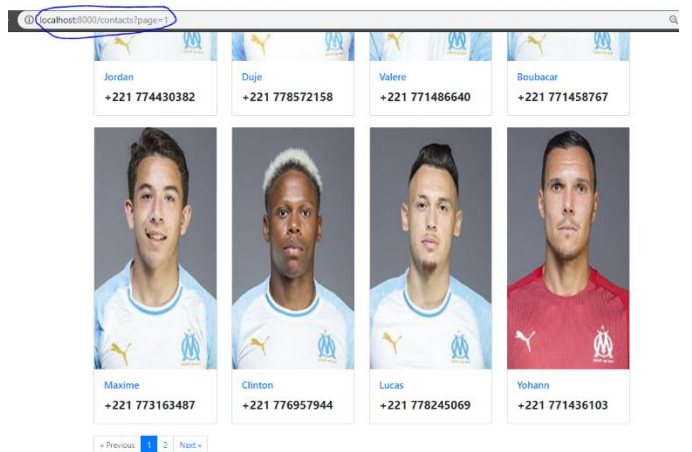 localhost:8000/contacts?page=1
Jordan Duje Valere Boubacar
+221 774430382 +221 778572158 +221 771486640 +221 771458767
Maxime Clinton Lucas Yohann
+221 773163487 +221 776957944 +221 778245069 +221 771436103
« Previous 1 2 Next »